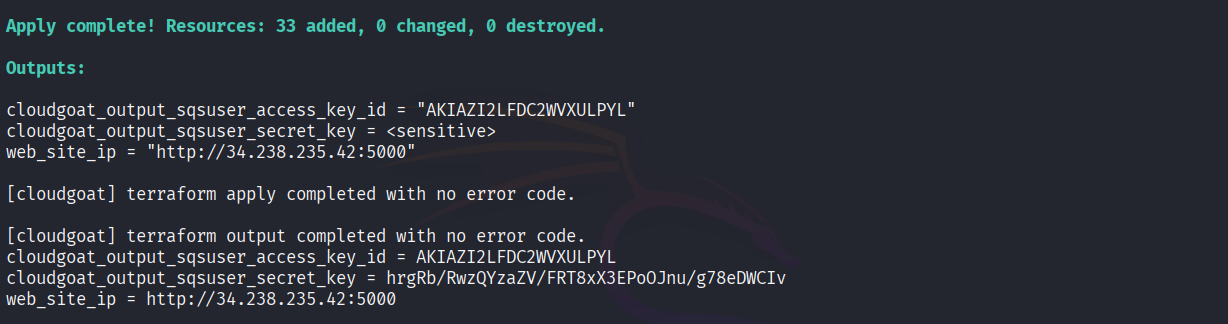 Apply complete! Resources: 33 added, 0 changed, 0 destroyed.
Outputs:
cloudgoat_output_sqsuser_access_key_id = "AKIAZI2LFDC2WVXULPYL"
cloudgoat_output_sqsuser_secret_key = <sensitive>
web_site_ip = "http://34.238.235.42:5000"
[cloudgoat] terraform apply completed with no error code.
[cloudgoat] terraform output completed with no error code.
cloudgoat_output_sqsuser_access_key_id = AKIAZI2LFDC2WVXULPYL
cloudgoat_output_sqsuser_secret_key = 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
web_site_ip = http://34.238.235.42:5000